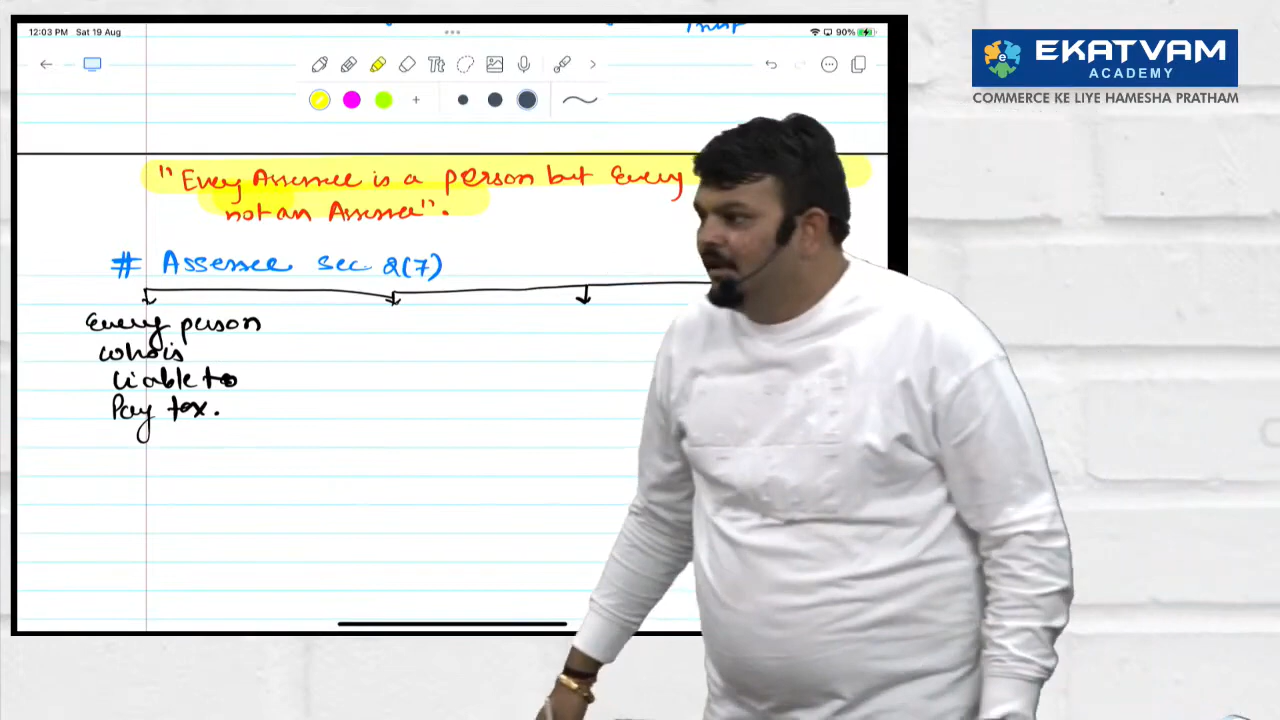 12:03 PM Sat 19 Aug
90%
EKATVAM
ACADEMY
COMMERCE KE LIYE HAMESHA PRATHAM
"Every Assessee is a person but Every
not an Assessee".
# Assessee sec 2(7)
Every person
who is
liable to
Pay tax.